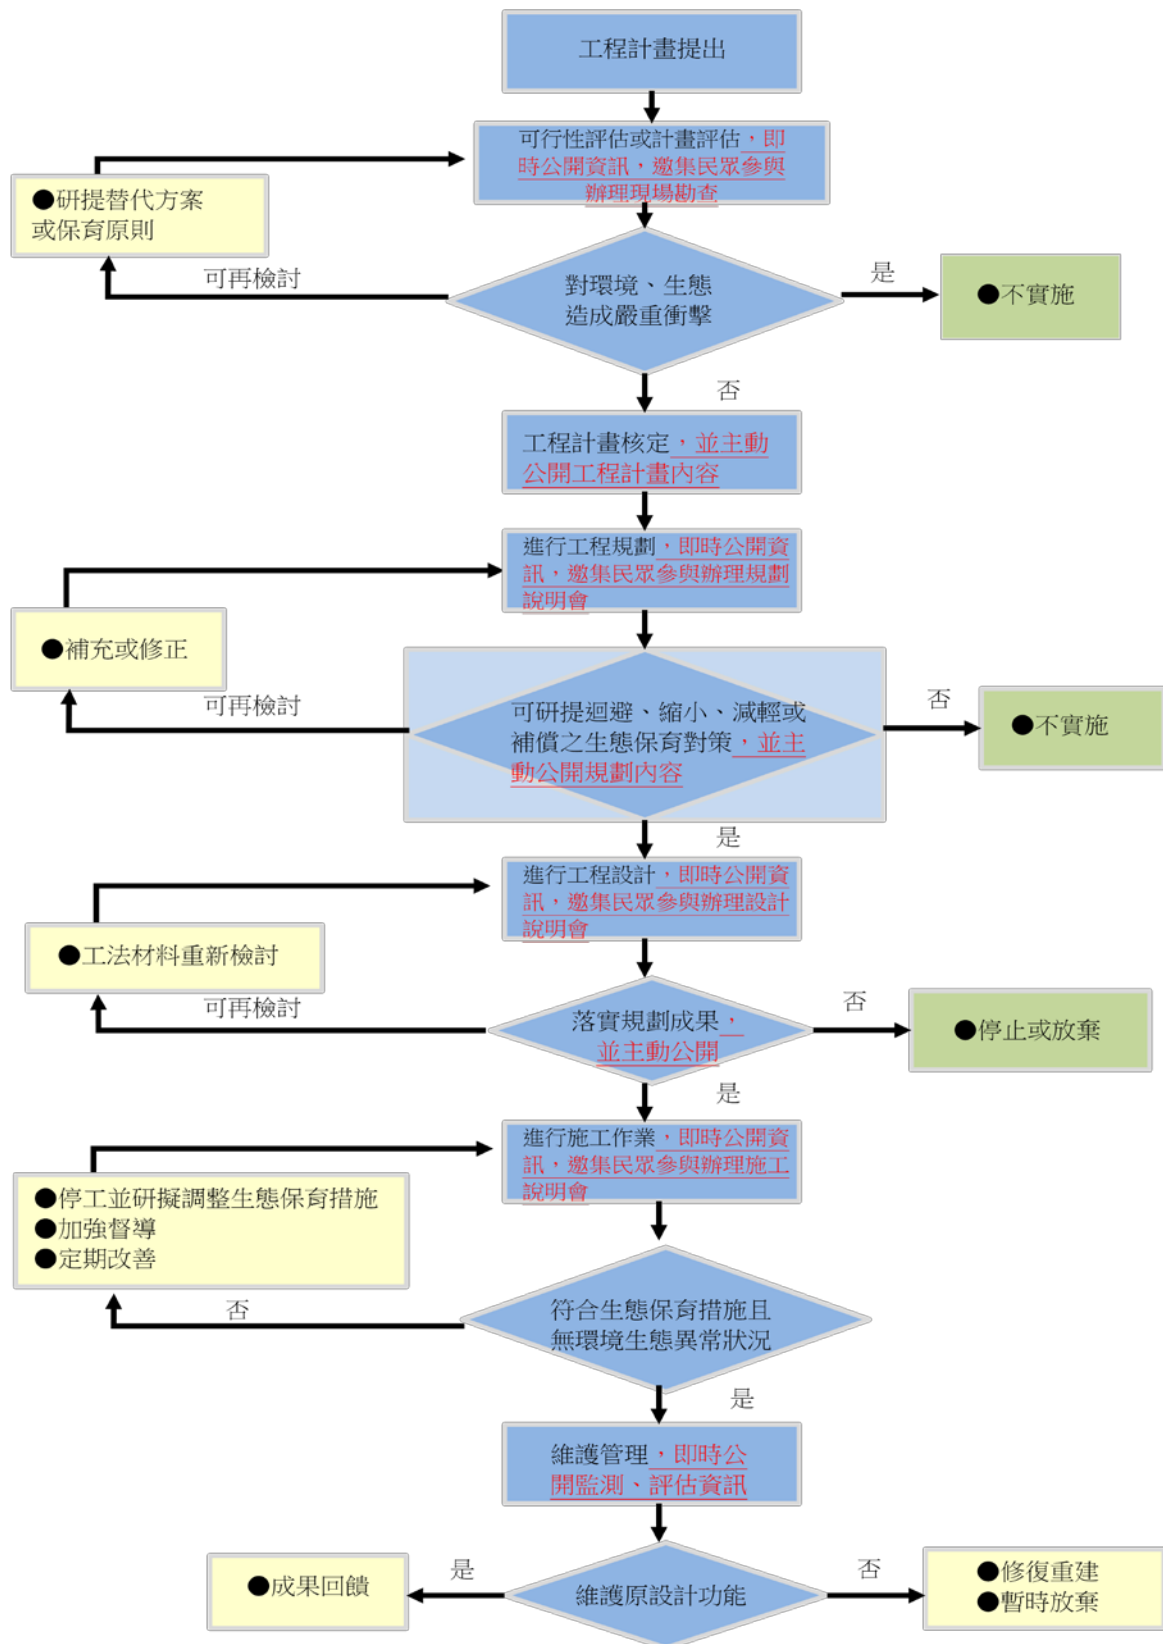 工程計畫提出
可行性評估或計畫評估，即
時公開資訊，邀集民眾參與
辦理現場勘查
●研提替代方案
或保育原則
可再檢討
對環境、生態
造成嚴重衝擊
是
●不實施
否
工程計畫核定，並主動
公開工程計畫內容
進行工程規劃，即時公開資
訊，邀集民眾參與辦理規劃
說明會
●補充或修正
可再檢討
可研提迴避、縮小、減輕或
補償之生態保育對策，並主
動公開規劃內容
否
●不實施
是
進行工程設計，即時公開資
訊，邀集民眾參與辦理設計
說明會
●工法材料重新檢討
可再檢討
落實規劃成果，
並主動公開
否
●停止或放棄
是
進行施工作業，即時公開資
訊，邀集民眾參與辦理施工
說明會
●停工並研擬調整生態保育措施
●加強督導
●定期改善
否
符合生態保育措施且
無環境生態異常狀況
是
維護管理，即時公
開監測、評估資訊
●成果回饋
是
維護原設計功能
否
●修復重建
●暫時放棄